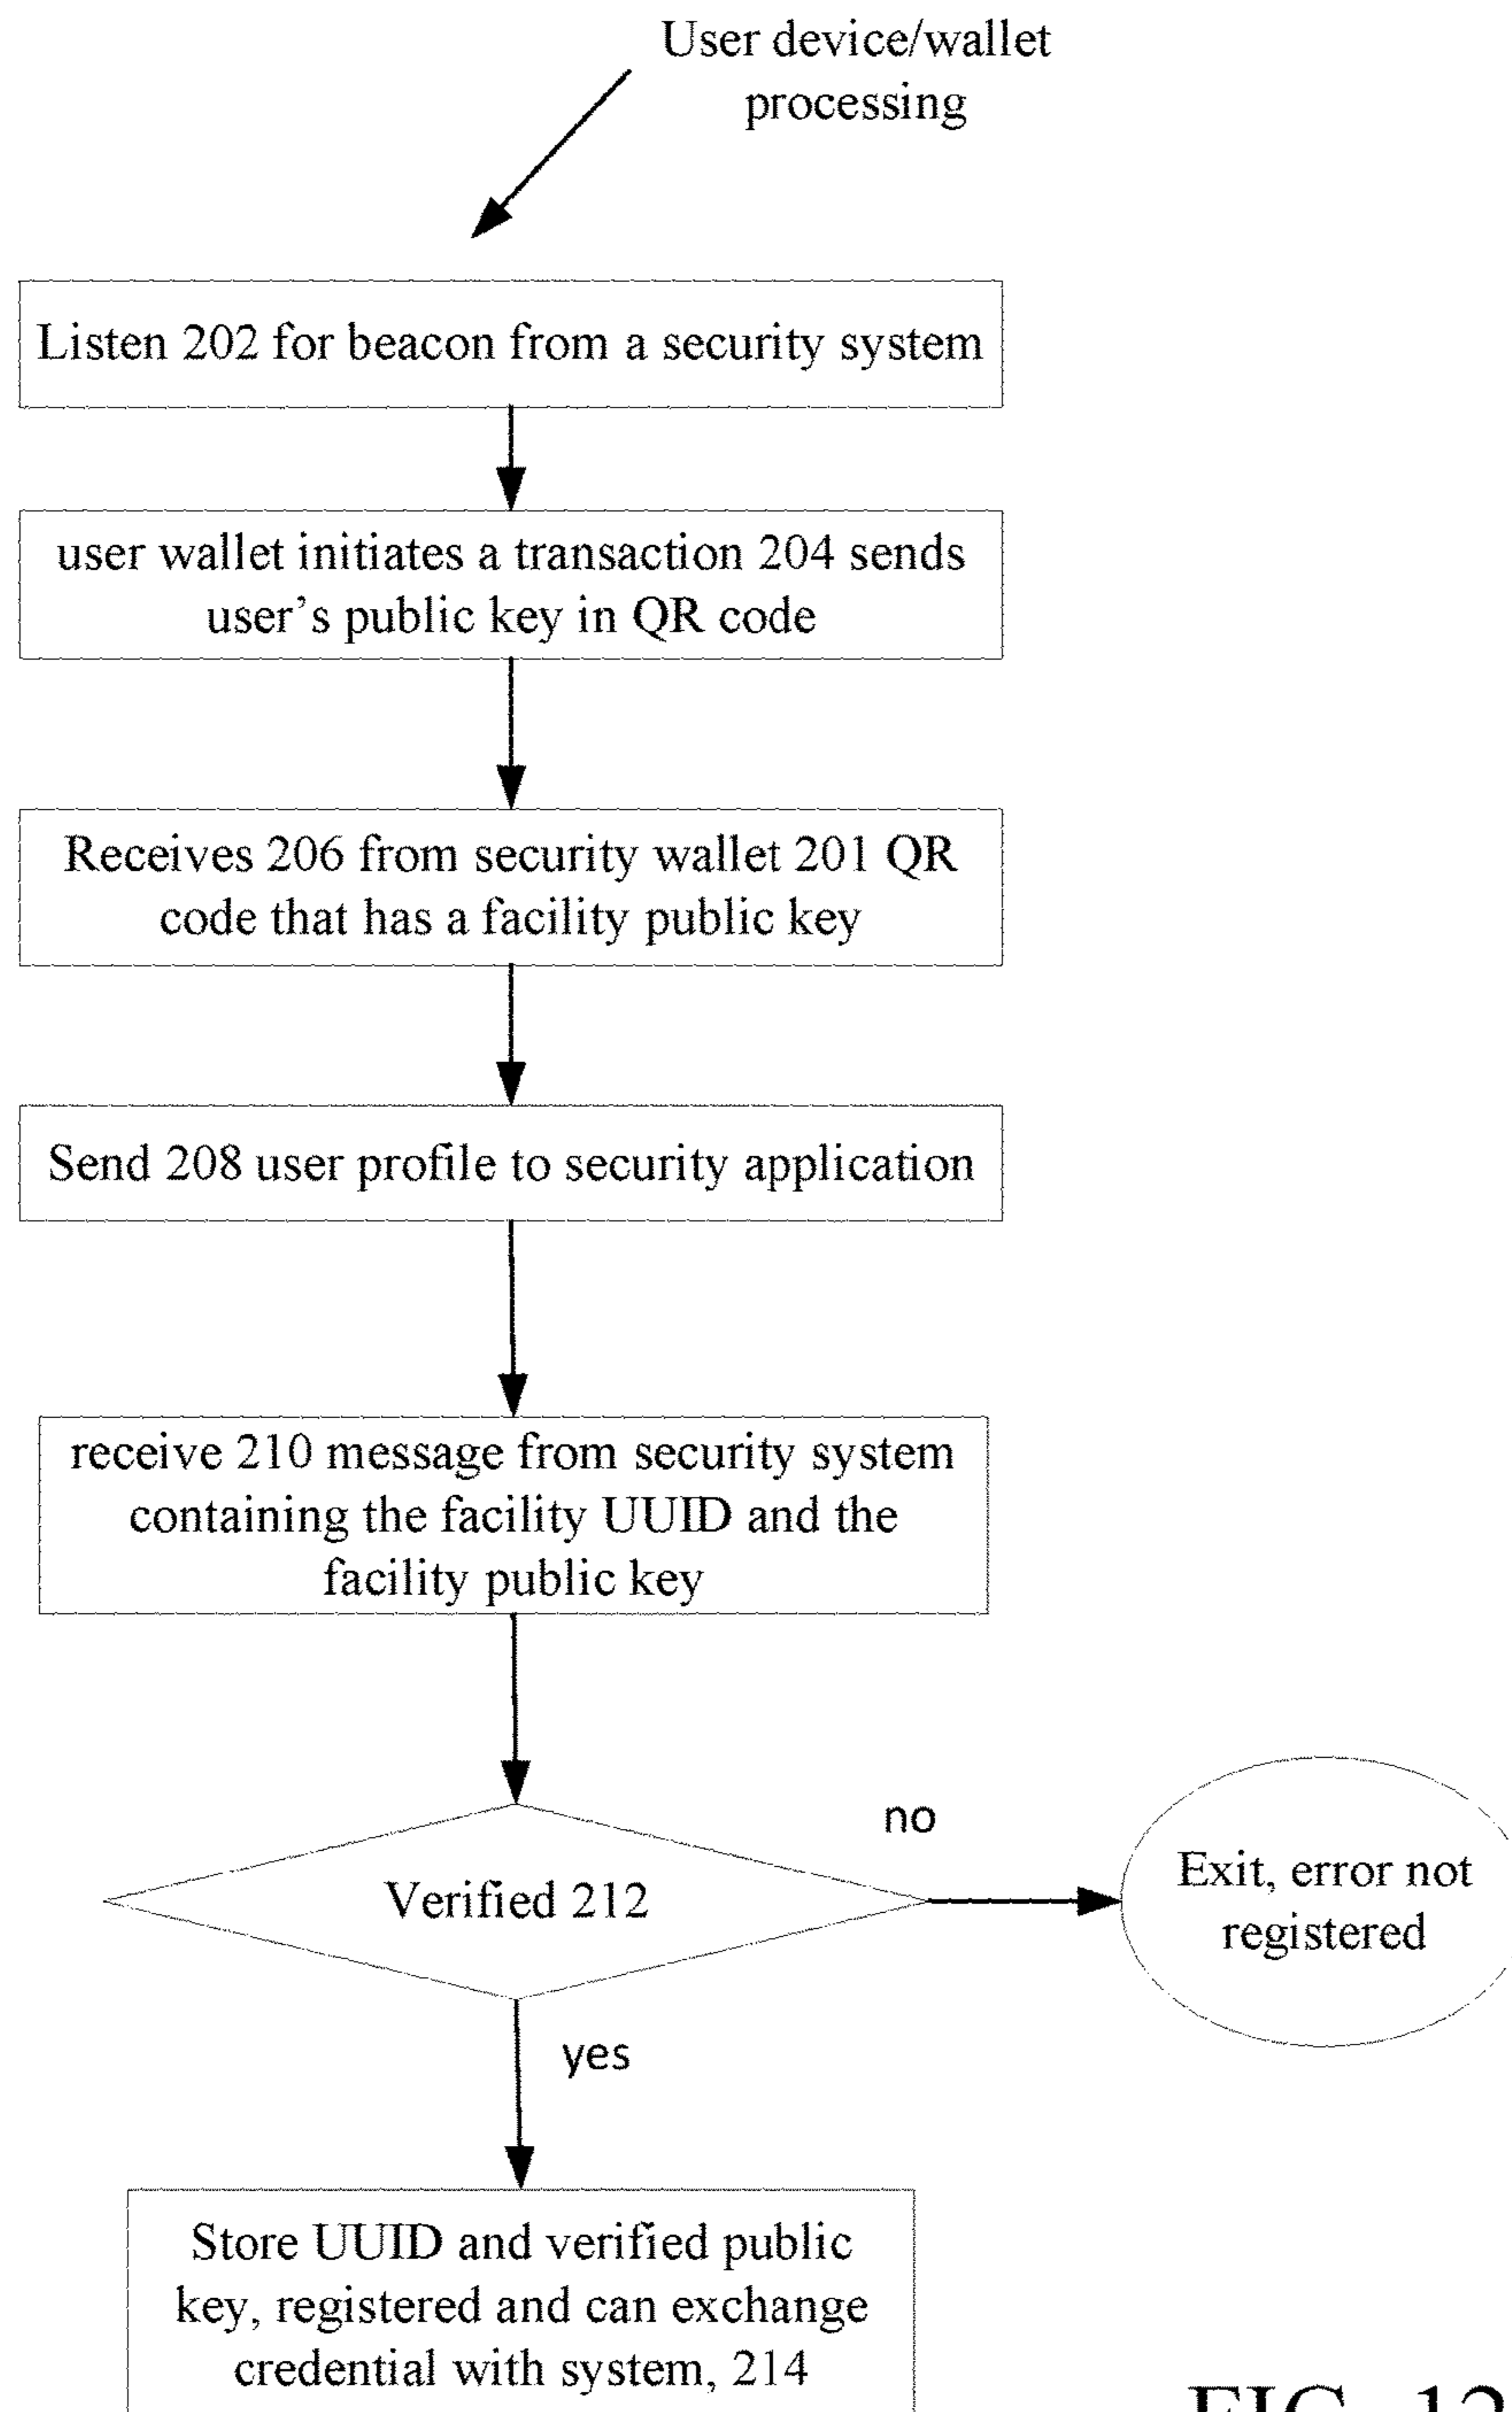 User device/wallet
processing
Listen 202 for beacon from a security system
user wallet initiates a transaction 204 sends
user's public key in QR code
Receives 206 from security wallet 201 QR
code that has a facility public key
Send 208 user profile to security application
receive 210 message from security system
containing the facility UUID and the
facility public key
no
Verified 212
Exit, error not
registered
yes
Store UUID and verified public
key, registered and can exchange
credential with system, 214
FIG. 12